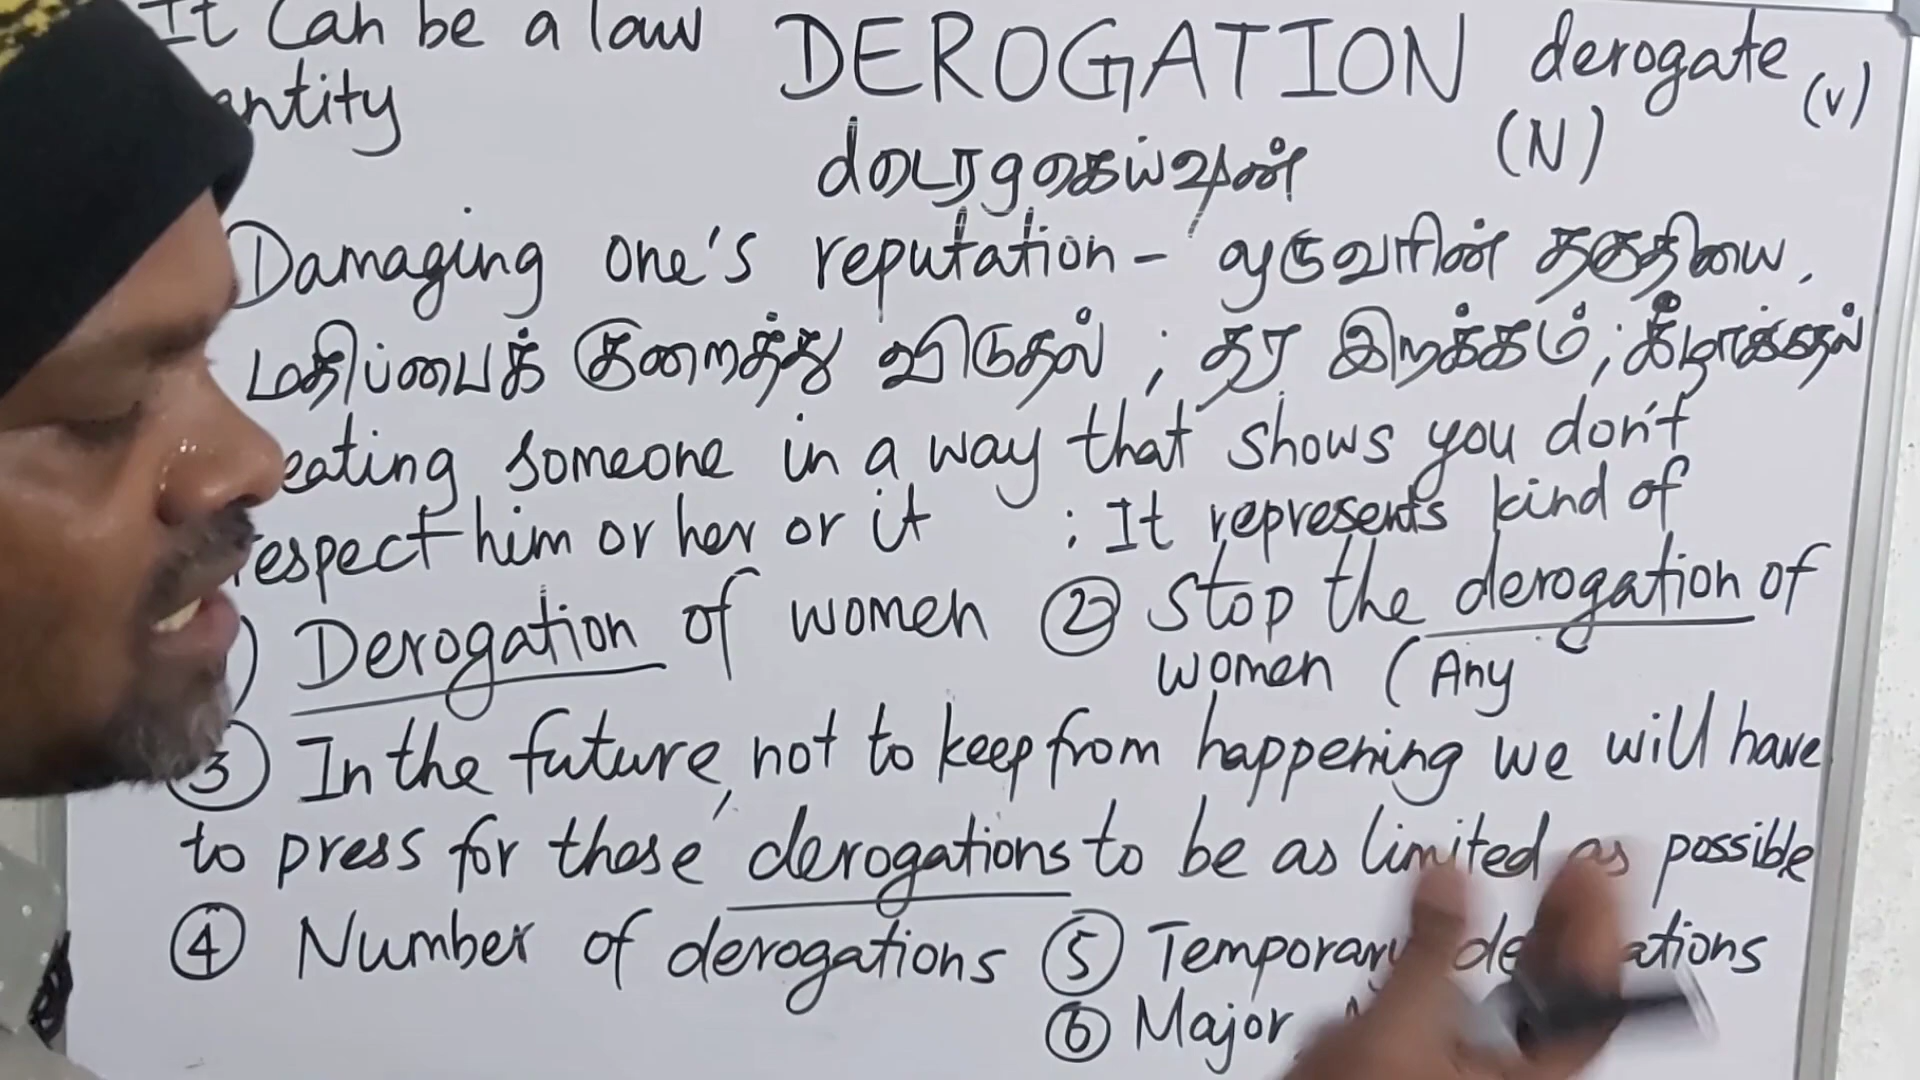 It Can be a law
entity
DEROGATION derogate (v)
(N)
dடைரgகெய்ஷன்
Damaging one's reputation - ஒருவரின் தகுதியை,
மதிப்பைக் குறைத்து விடுதல் ; தர இறக்கம் ;
eating someone in a way that shows you don't
respect him or her or it : It represents kind of
Derogation of women ② Stop the derogation of
women (Any
③ In the future, not to keep from happening we will have
to press for those derogations to be as limited as possible
④ Number of derogations ⑤ Temporary derogations
⑥ Major